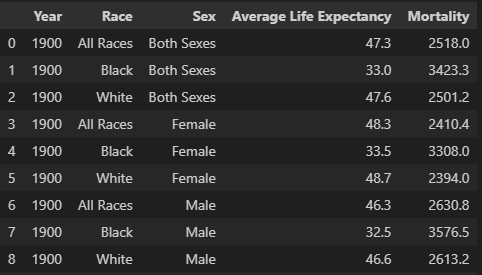 Year Race Sex Average Life Expectancy Mortality
0 1900 All Races Both Sexes 47.3 2518.0
1 1900 Black Both Sexes 33.0 3423.3
2 1900 White Both Sexes 47.6 2501.2
3 1900 All Races Female 48.3 2410.4
4 1900 Black Female 33.5 3308.0
5 1900 White Female 48.7 2394.0
6 1900 All Races Male 46.3 2630.8
7 1900 Black Male 32.5 3576.5
8 1900 White Male 46.6 2613.2